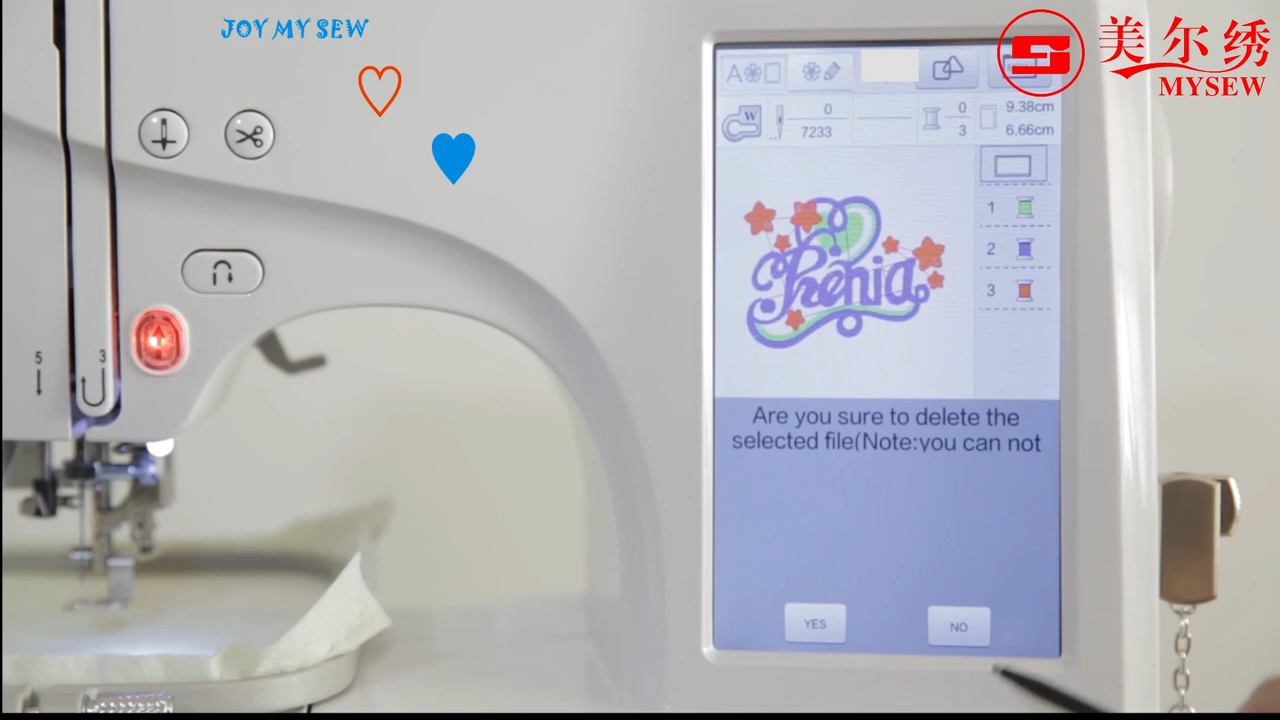 JOY MY SEW
美尔绣
MYSEW
A
W
0
7233
0
3
9.38cm
6.66cm
1
2
3
5
3
Are you sure to delete the
selected file(Note:you can not
YES
NO